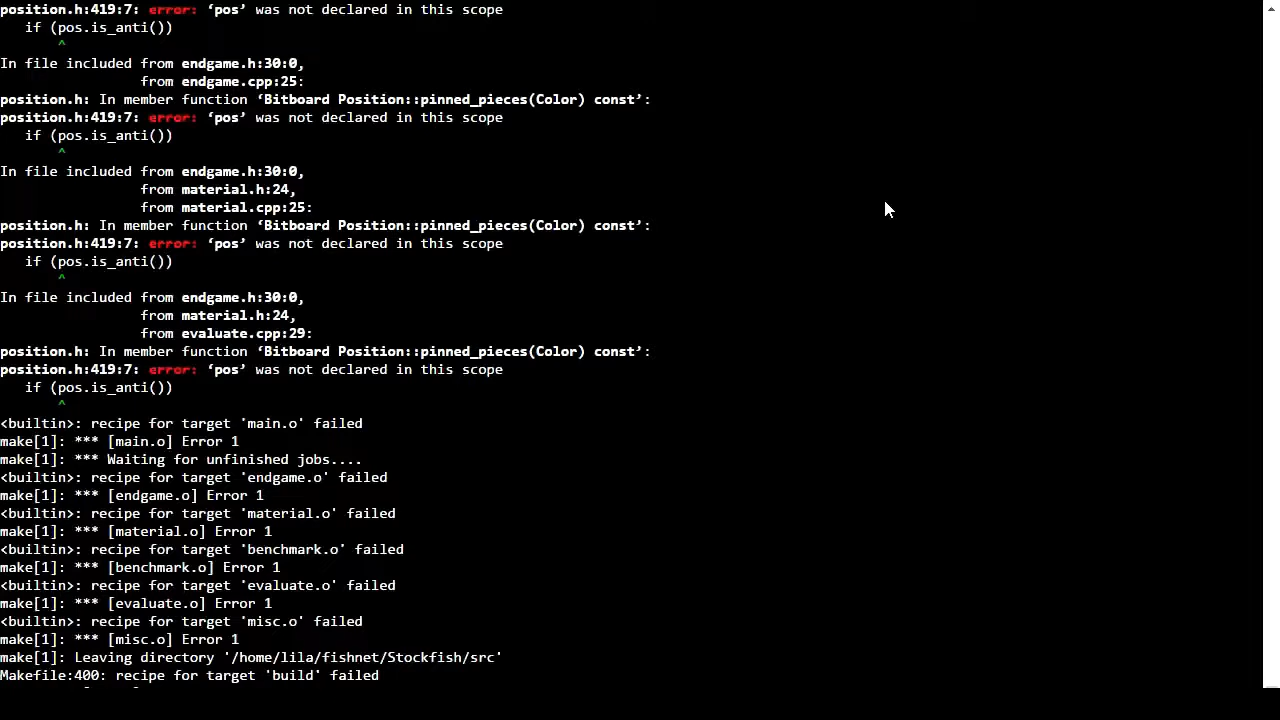 position.h:419:7: error: ‘pos’ was not declared in this scope
   if (pos.is_anti())
       ^
In file included from endgame.h:30:0,
                 from endgame.cpp:25:
position.h: In member function ‘Bitboard Position::pinned_pieces(Color) const’:
position.h:419:7: error: ‘pos’ was not declared in this scope
   if (pos.is_anti())
       ^
In file included from endgame.h:30:0,
                 from material.h:24,
                 from material.cpp:25:
position.h: In member function ‘Bitboard Position::pinned_pieces(Color) const’:
position.h:419:7: error: ‘pos’ was not declared in this scope
   if (pos.is_anti())
       ^
In file included from endgame.h:30:0,
                 from material.h:24,
                 from evaluate.cpp:29:
position.h: In member function ‘Bitboard Position::pinned_pieces(Color) const’:
position.h:419:7: error: ‘pos’ was not declared in this scope
   if (pos.is_anti())
       ^
<builtin>: recipe for target 'main.o' failed
make[1]: *** [main.o] Error 1
make[1]: *** Waiting for unfinished jobs....
<builtin>: recipe for target 'endgame.o' failed
make[1]: *** [endgame.o] Error 1
<builtin>: recipe for target 'material.o' failed
make[1]: *** [material.o] Error 1
<builtin>: recipe for target 'benchmark.o' failed
make[1]: *** [benchmark.o] Error 1
<builtin>: recipe for target 'evaluate.o' failed
make[1]: *** [evaluate.o] Error 1
<builtin>: recipe for target 'misc.o' failed
make[1]: *** [misc.o] Error 1
make[1]: Leaving directory '/home/lila/fishnet/Stockfish/src'
Makefile:400: recipe for target 'build' failed